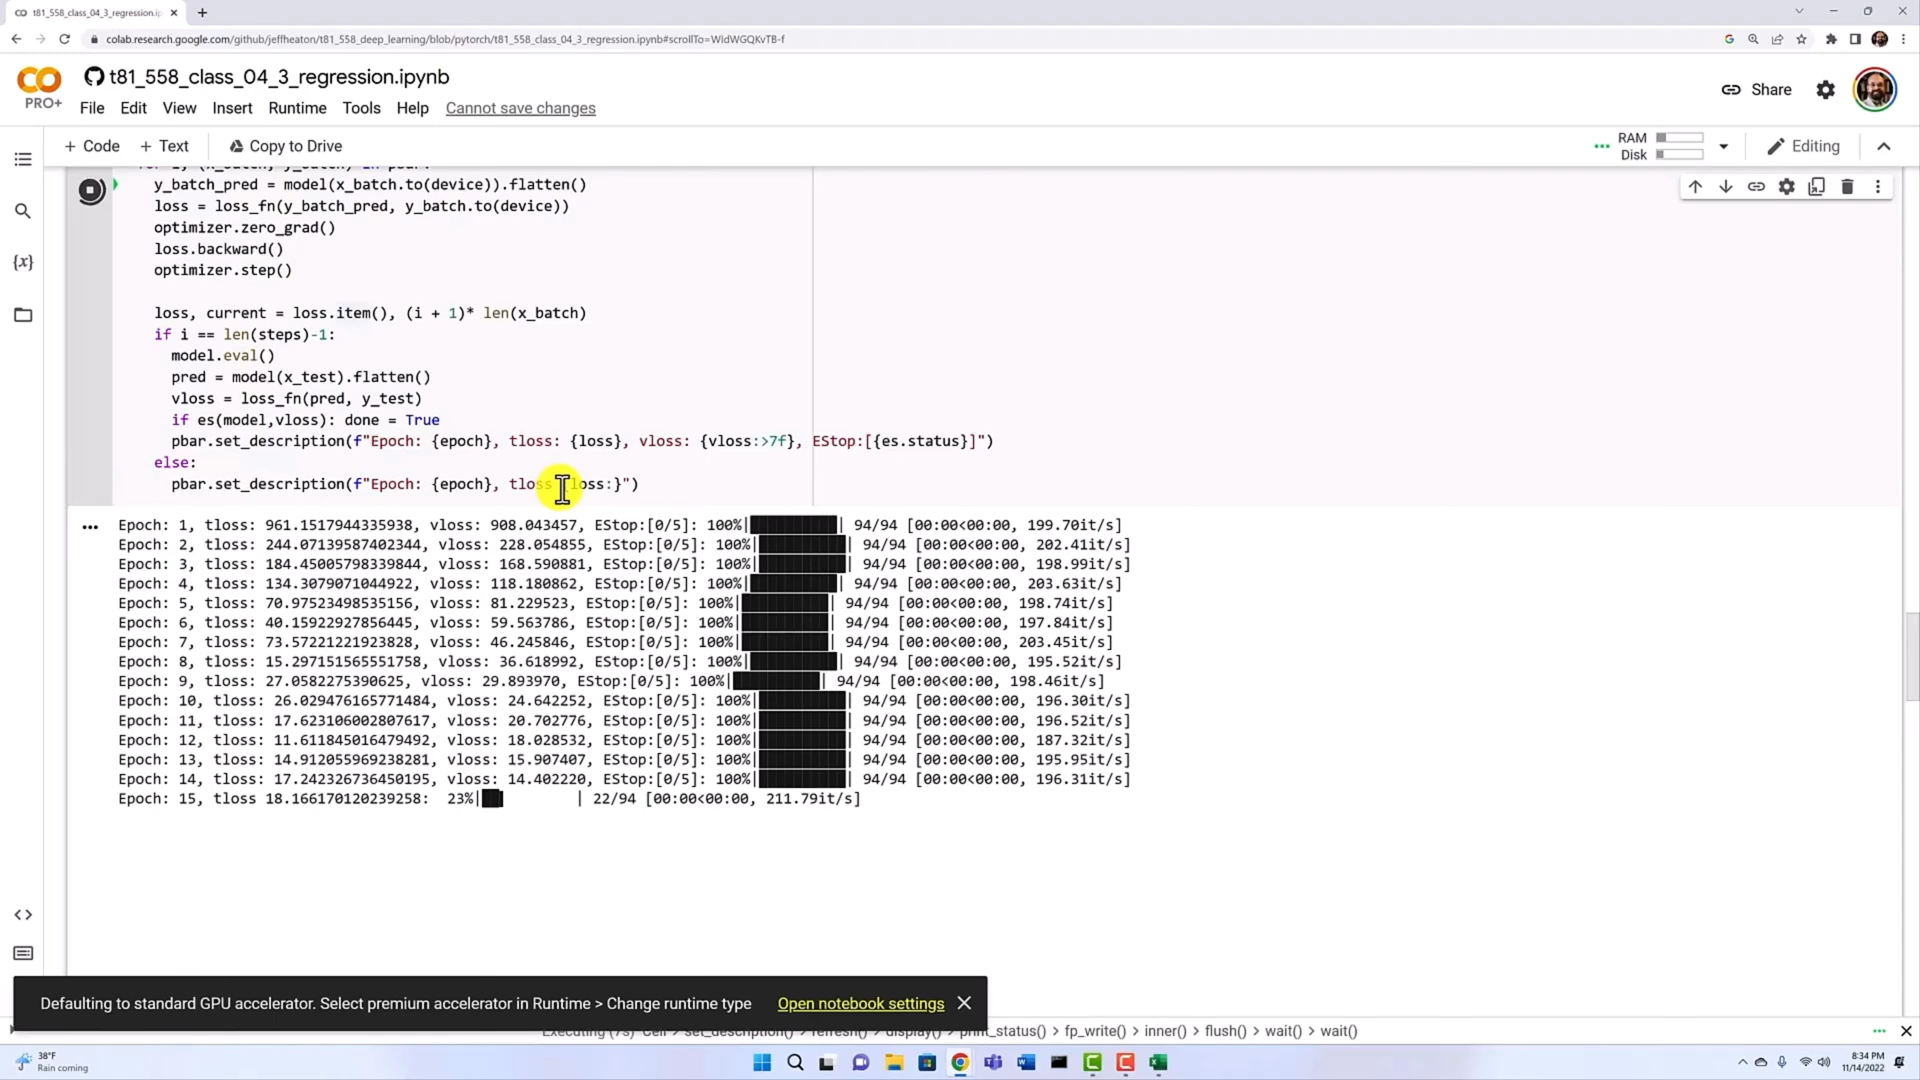 t81_558_class_04_3_regression.ip
colab.research.google.com/github/jeffheaton/t81_558_deep_learning/blob/pytorch/t81_558_class_04_3_regression.ipynb#scrollTo=WIdWGQKvTB-f
t81_558_class_04_3_regression.ipynb
PRO+
File Edit View Insert Runtime Tools Help Cannot save changes
Share
+ Code + Text Copy to Drive
RAM
Disk
Editing
y_batch_pred = model(x_batch.to(device)).flatten()
loss = loss_fn(y_batch_pred, y_batch.to(device))
optimizer.zero_grad()
loss.backward()
optimizer.step()
loss, current = loss.item(), (i + 1)* len(x_batch)
if i == len(steps)-1:
model.eval()
pred = model(x_test).flatten()
vloss = loss_fn(pred, y_test)
if es(model,vloss): done = True
pbar.set_description(f"Epoch: {epoch}, tloss: {loss}, vloss: {vloss:>7f}, EStop:[{es.status}]")
else:
pbar.set_description(f"Epoch: {epoch}, tloss {loss:}")
Epoch: 1, tloss: 961.1517944335938, vloss: 908.043457, EStop:[0/5]: 100%|██████████| 94/94 [00:00<00:00, 199.70it/s]
Epoch: 2, tloss: 244.07139587402344, vloss: 228.054855, EStop:[0/5]: 100%|██████████| 94/94 [00:00<00:00, 202.41it/s]
Epoch: 3, tloss: 184.45005798339844, vloss: 168.590881, EStop:[0/5]: 100%|██████████| 94/94 [00:00<00:00, 198.99it/s]
Epoch: 4, tloss: 134.3079071044922, vloss: 118.180862, EStop:[0/5]: 100%|██████████| 94/94 [00:00<00:00, 203.63it/s]
Epoch: 5, tloss: 70.97523498535156, vloss: 81.229523, EStop:[0/5]: 100%|██████████| 94/94 [00:00<00:00, 198.74it/s]
Epoch: 6, tloss: 40.15922927856445, vloss: 59.563786, EStop:[0/5]: 100%|██████████| 94/94 [00:00<00:00, 197.84it/s]
Epoch: 7, tloss: 73.57221221923828, vloss: 46.245846, EStop:[0/5]: 100%|██████████| 94/94 [00:00<00:00, 203.45it/s]
Epoch: 8, tloss: 15.297151565551758, vloss: 36.618992, EStop:[0/5]: 100%|██████████| 94/94 [00:00<00:00, 195.52it/s]
Epoch: 9, tloss: 27.0582275390625, vloss: 29.893970, EStop:[0/5]: 100%|██████████| 94/94 [00:00<00:00, 198.46it/s]
Epoch: 10, tloss: 26.029476165771484, vloss: 24.642252, EStop:[0/5]: 100%|██████████| 94/94 [00:00<00:00, 196.30it/s]
Epoch: 11, tloss: 17.623106002807617, vloss: 20.702776, EStop:[0/5]: 100%|██████████| 94/94 [00:00<00:00, 196.52it/s]
Epoch: 12, tloss: 11.611845016479492, vloss: 18.028532, EStop:[0/5]: 100%|██████████| 94/94 [00:00<00:00, 187.32it/s]
Epoch: 13, tloss: 14.912055969238281, vloss: 15.907407, EStop:[0/5]: 100%|██████████| 94/94 [00:00<00:00, 195.95it/s]
Epoch: 14, tloss: 17.242326736450195, vloss: 14.402220, EStop:[0/5]: 100%|██████████| 94/94 [00:00<00:00, 196.31it/s]
Epoch: 15, tloss 18.166170120239258: 23%|██ | 22/94 [00:00<00:00, 211.79it/s]
Defaulting to standard GPU accelerator. Select premium accelerator in Runtime > Change runtime type Open notebook settings
Executing (7s) Cell > set_description() > refresh() > display() > print_status() > fp_write() > inner() > flush() > wait() > wait()
38°F
Rain coming
8:34 PM
11/14/2022